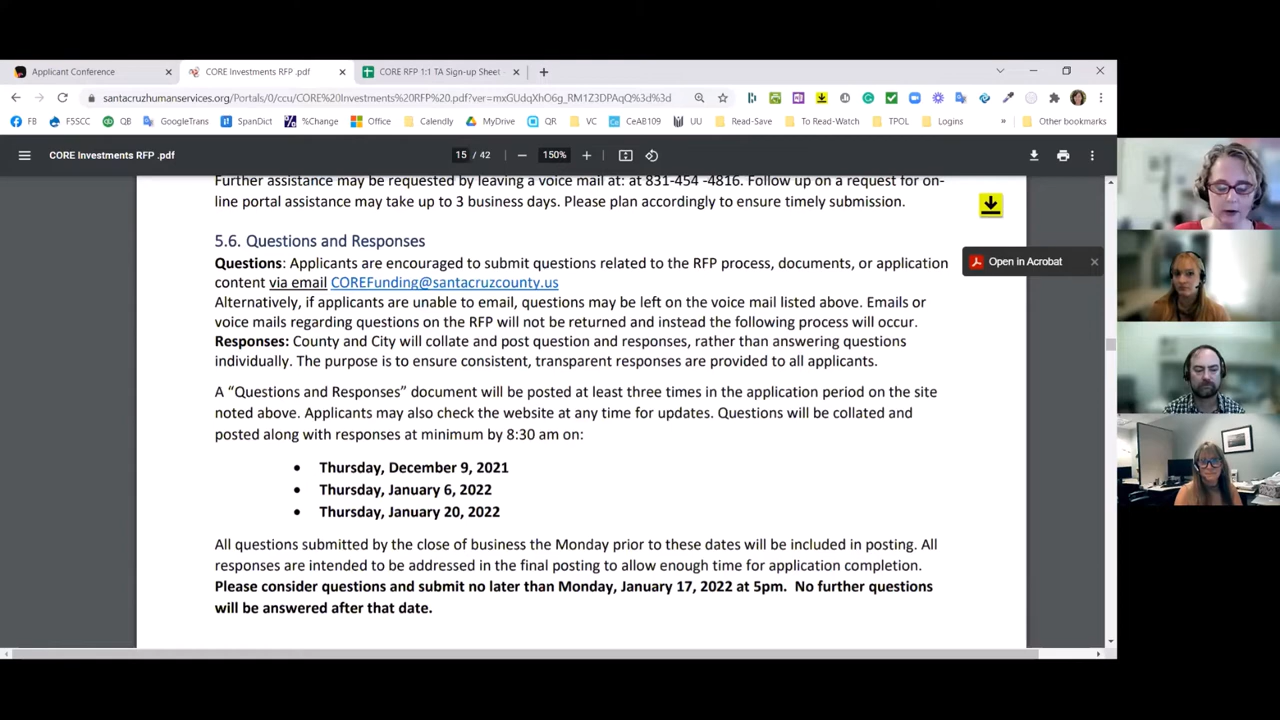 Applicant Conference
CORE Investments RFP .pdf
CORE RFP 1:1 TA Sign-up Sheet -
santacruzhumanservices.org/Portals/0/ccu/CORE%20Investments%20RFP%20.pdf?ver=mxGUdqXhO6g_RM1Z3DPAqQ%3d%3d
FB F5SCC QB GoogleTrans SpanDict %Change Office Calendly MyDrive QR VC CeAB109 UU Read-Save To Read-Watch TPOL Logins » Other bookmarks
CORE Investments RFP .pdf 15 / 42 150%
Further assistance may be requested by leaving a voice mail at: at 831-454 -4816. Follow up on a request for on-
line portal assistance may take up to 3 business days. Please plan accordingly to ensure timely submission.
5.6. Questions and Responses
Questions: Applicants are encouraged to submit questions related to the RFP process, documents, or application
content via email COREFunding@santacruzcounty.us
Alternatively, if applicants are unable to email, questions may be left on the voice mail listed above. Emails or
voice mails regarding questions on the RFP will not be returned and instead the following process will occur.
Responses: County and City will collate and post question and responses, rather than answering questions
individually. The purpose is to ensure consistent, transparent responses are provided to all applicants.
A “Questions and Responses” document will be posted at least three times in the application period on the site
noted above. Applicants may also check the website at any time for updates. Questions will be collated and
posted along with responses at minimum by 8:30 am on:
• Thursday, December 9, 2021
• Thursday, January 6, 2022
• Thursday, January 20, 2022
All questions submitted by the close of business the Monday prior to these dates will be included in posting. All
responses are intended to be addressed in the final posting to allow enough time for application completion.
Please consider questions and submit no later than Monday, January 17, 2022 at 5pm. No further questions
will be answered after that date.
Open in Acrobat